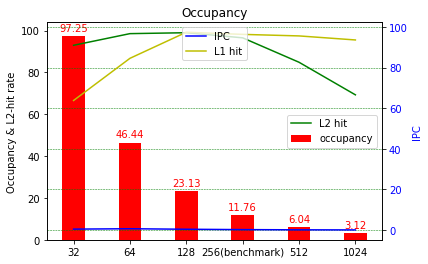 Occupancy
97.25
46.44
23.13
11.76
6.04
3.12
IPC
L1 hit
L2 hit
occupancy
Occupancy & L2-hit rate
100
80
60
40
20
0
100
80
60
40
20
0
IPC
32 64 128 256(benchmark) 512 1024